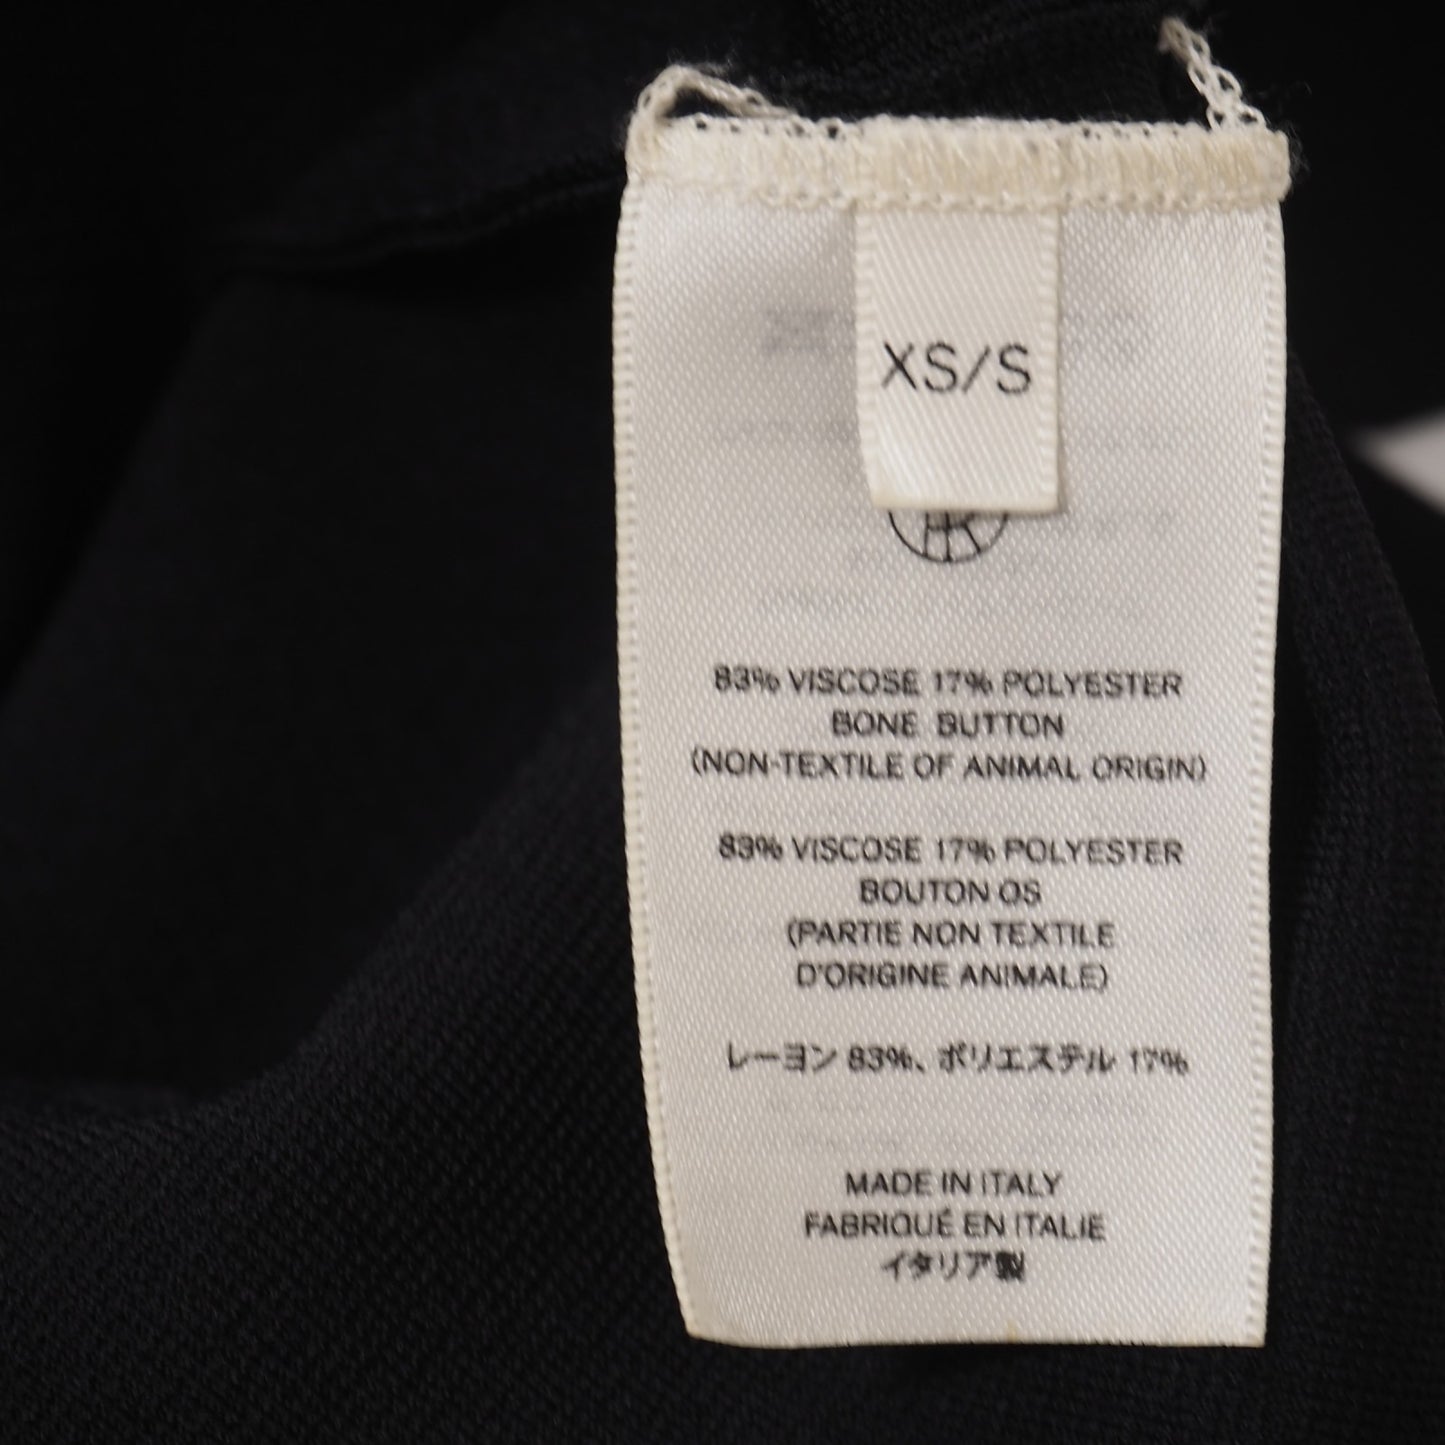 XS/S
83% VISCOSE 17% POLYESTER
BONE BUTTON
(NON-TEXTILE OF ANIMAL ORIGIN)
83% VISCOSE 17% POLYESTER
BOUTON OS
(PARTIE NON TEXTILE
D'ORIGINE ANIMALE)
レーヨン 83%、ポリエステル 17%
MADE IN ITALY
FABRIQUÉ EN ITALIE
イタリア製